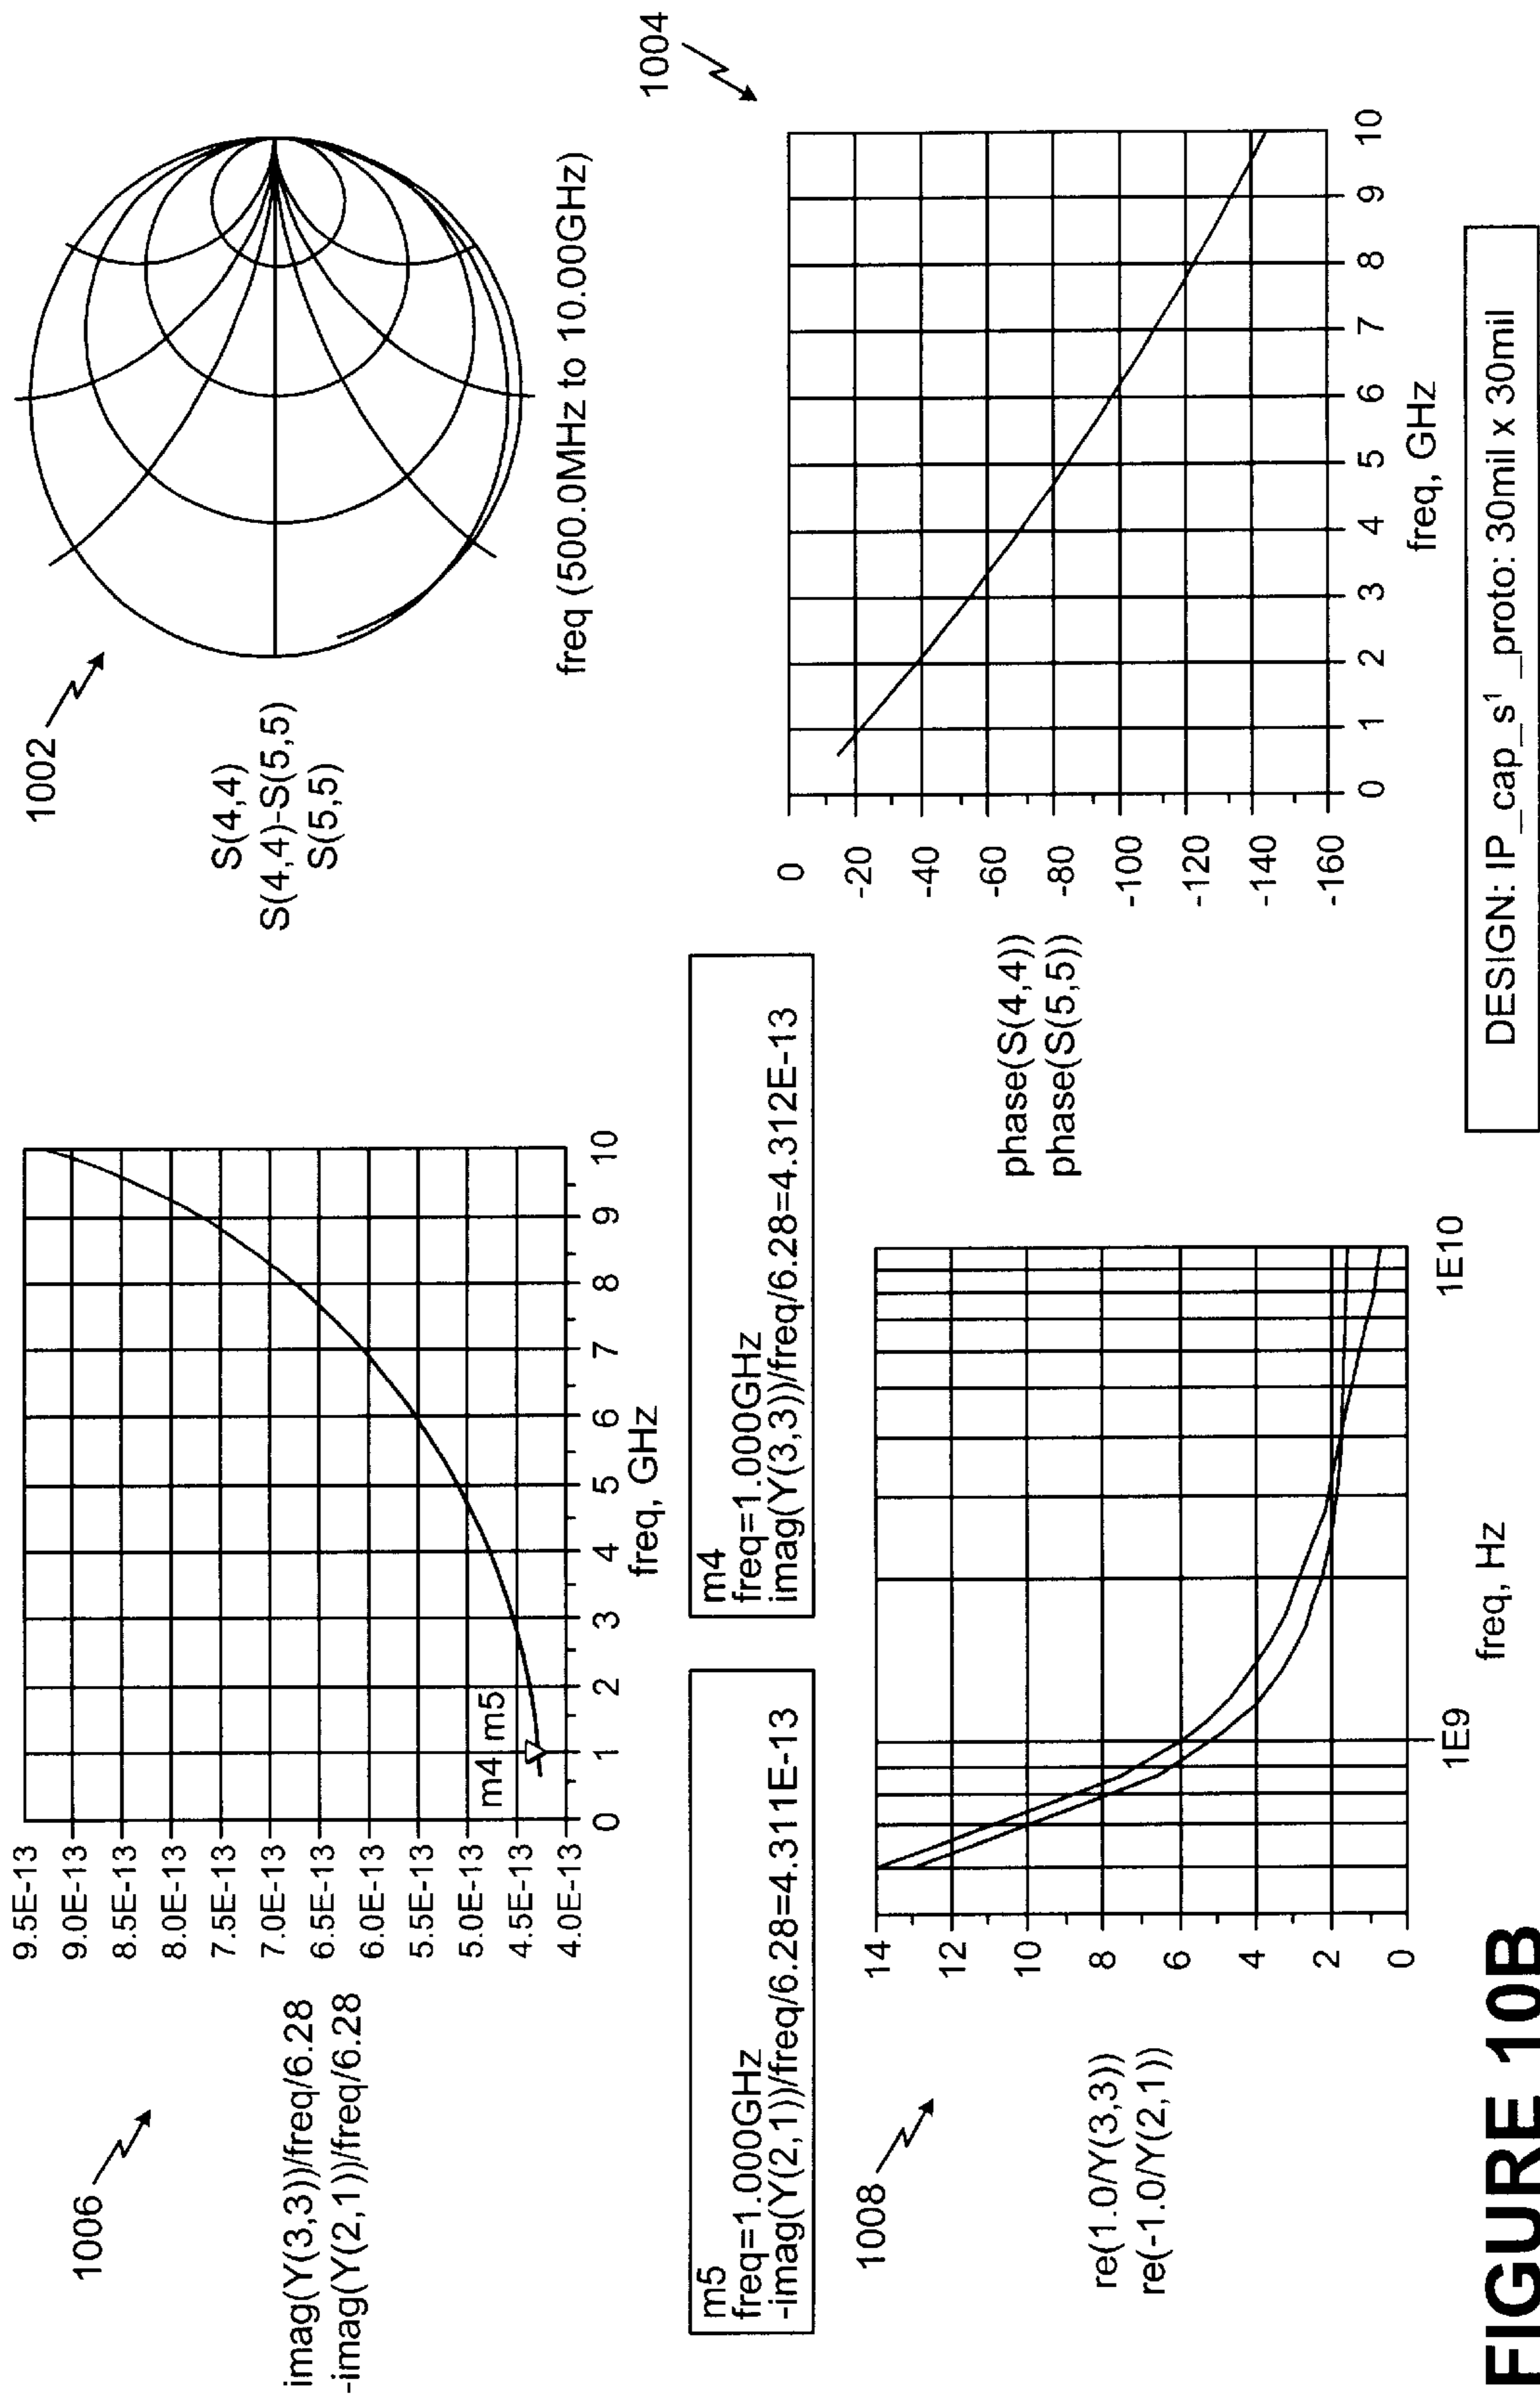 1006
imag(Y(3,3))/freq/6.28
-imag(Y(2,1))/freq/6.28
9.5E-13
9.0E-13
8.5E-13
8.0E-13
7.5E-13
7.0E-13
6.5E-13
6.0E-13
5.5E-13
5.0E-13
4.5E-13
4.0E-13
m4 m5
0 1 2 3 4 5 6 7 8 9 10
freq, GHz
1002
S(4,4)
S(4,4)-S(5,5)
S(5,5)
freq (500.0MHz to 10.00GHz)
m5
freq=1.000GHz
-imag(Y(2,1))/freq/6.28=4.311E-13
m4
freq=1.000GHz
imag(Y(3,3))/freq/6.28=4.312E-13
1008
re(1.0/Y(3,3))
re(-1.0/Y(2,1))
14
12
10
8
6
4
2
0
1E9 1E10
freq, Hz
1004
phase(S(4,4))
phase(S(5,5))
0
-20
-40
-60
-80
-100
-120
-140
-160
0 1 2 3 4 5 6 7 8 9 10
freq, GHz
DESIGN: IP_cap_s¹_proto: 30mil x 30mil
FIGURE 10B